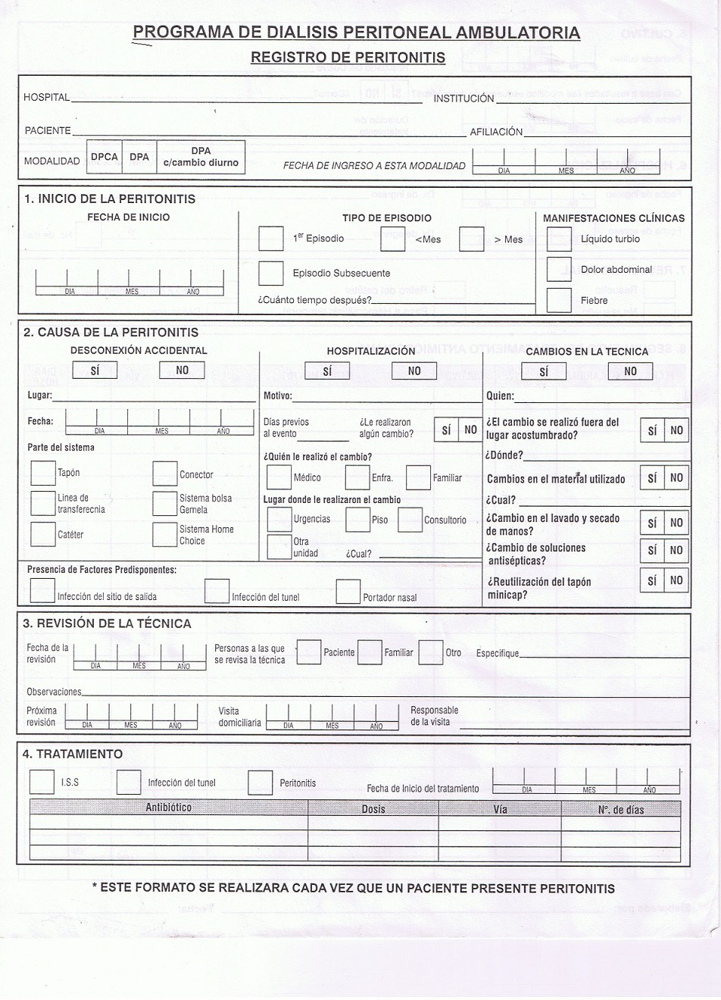 PROGRAMA DE DIALISIS PERITONEAL AMBULATORIA
REGISTRO DE PERITONITIS
HOSPITAL INSTITUCIÓN
PACIENTE AFILIACIÓN
MODALIDAD DPCA DPA DPA c/cambio diurno FECHA DE INGRESO A ESTA MODALIDAD
DIA MES AÑO
1. INICIO DE LA PERITONITIS
FECHA DE INICIO TIPO DE EPISODIO MANIFESTACIONES CLÍNICAS
1er Episodio <Mes > Mes Líquido turbio
Episodio Subsecuente Dolor abdominal
DIA MES AÑO
¿Cuánto tiempo después? Fiebre
2. CAUSA DE LA PERITONITIS
DESCONEXIÓN ACCIDENTAL HOSPITALIZACIÓN CAMBIOS EN LA TECNICA
SÍ NO SÍ NO SÍ NO
Lugar: Motivo: Quien:
Fecha: DIA MES AÑO
Parte del sistema
Tapón Conector
Linea de transferecnia
Sistema bolsa Gemela
Catéter
Sistema Home Choice
Días previos al evento
¿Le realizaron algún cambio? SÍ NO
¿Quién le realizó el cambio?
Médico Enfra. Familiar
Lugar donde le realizaron el cambio
Urgencias Piso Consultorio
Otra unidad ¿Cual?
¿El cambio se realizó fuera del
lugar acostumbrado? SÍ NO
¿Dónde?
Cambios en el material utilizado SÍ NO
¿Cual?
¿Cambio en el lavado y secado
de manos? SÍ NO
¿Cambio de soluciones
antisépticas? SÍ NO
¿Reutilización del tapón
minicap? SÍ NO
Presencia de Factores Predisponentes:
Infección del sitio de salida Infección del tunel Portador nasal
3. REVISIÓN DE LA TÉCNICA
Fecha de la revisión DIA MES AÑO
Personas a las que se revisa la técnica Paciente Familiar Otro Especifique
Observaciones
Próxima revisión DIA MES AÑO
Visita domiciliaria DIA MES AÑO
Responsable de la visita
4. TRATAMIENTO
I.S.S Infección del tunel Peritonitis Fecha de Inicio del tratamiento DIA MES AÑO
Antibiótico Dosis Vía N°. de días
* ESTE FORMATO SE REALIZARA CADA VEZ QUE UN PACIENTE PRESENTE PERITONITIS